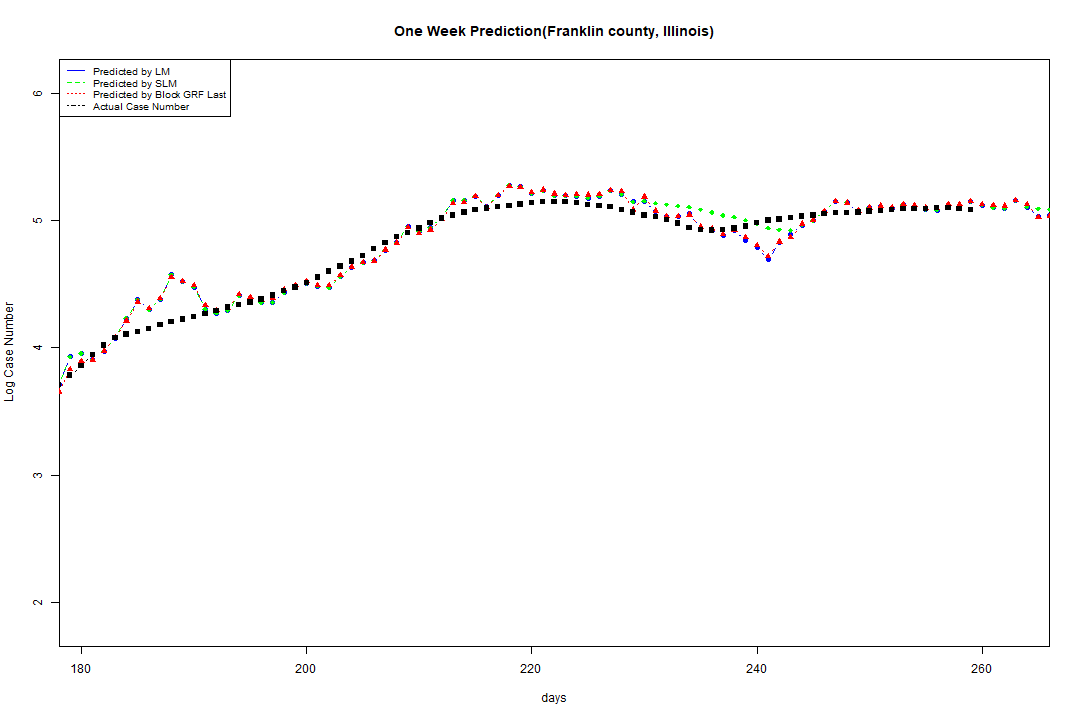 One Week Prediction(Franklin county, Illinois)
Predicted by LM
Predicted by SLM
Predicted by Block GRF Last
Actual Case Number
6
5
4
3
2
Log Case Number
180 200 220 240 260
days